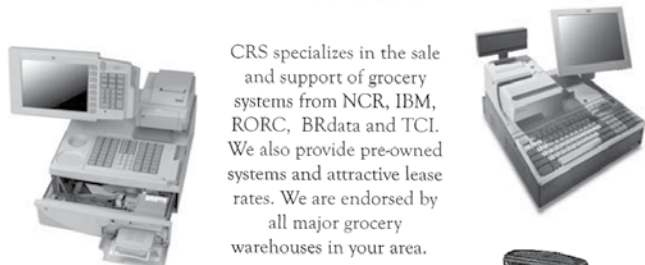 CRS specializes in the sale
and support of grocery
systems from NCR, IBM,
RORC, BRdata and TCI.
We also provide pre-owned
systems and attractive lease
rates. We are endorsed by
all major grocery
warehouses in your area.